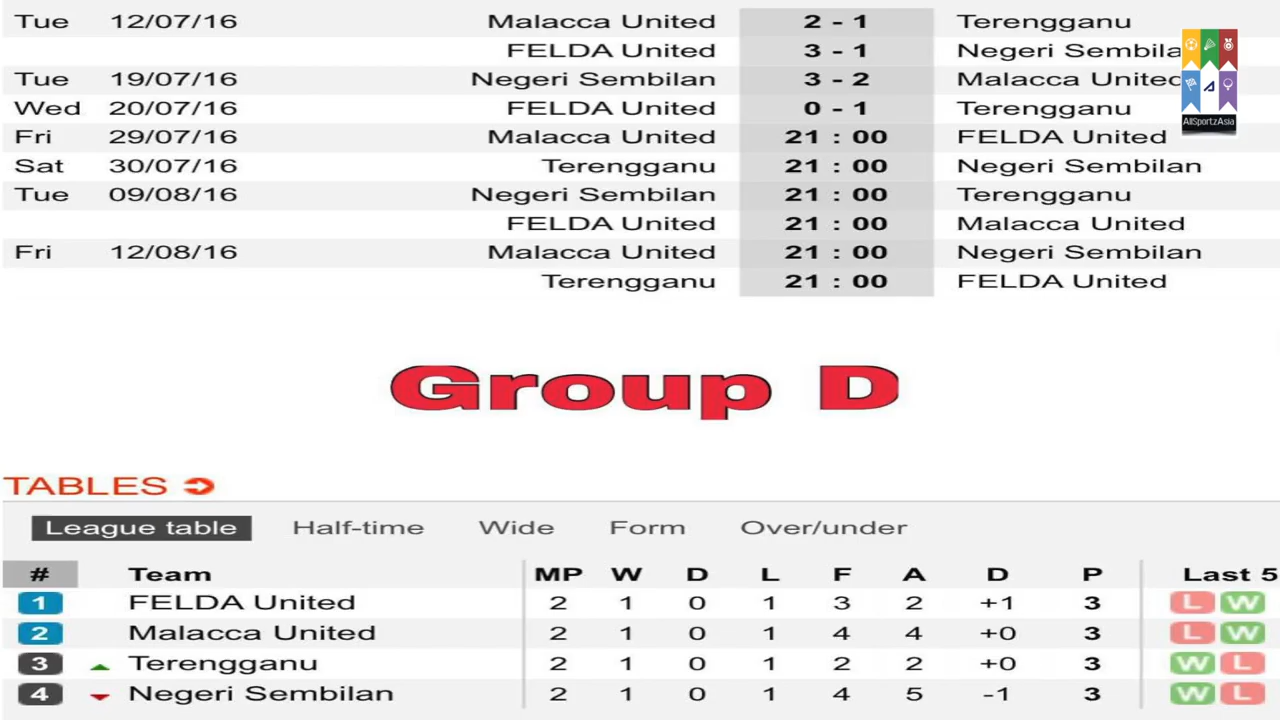 Tue 12/07/16 Malacca United 2 - 1 Terengganu
FELDA United 3 - 1 Negeri Sembila
Tue 19/07/16 Negeri Sembilan 3 - 2 Malacca United
Wed 20/07/16 FELDA United 0 - 1 Terengganu
Fri 29/07/16 Malacca United 21 : 00 FELDA United
Sat 30/07/16 Terengganu 21 : 00 Negeri Sembilan
Tue 09/08/16 Negeri Sembilan 21 : 00 Terengganu
FELDA United 21 : 00 Malacca United
Fri 12/08/16 Malacca United 21 : 00 Negeri Sembilan
Terengganu 21 : 00 FELDA United
AllSportzAsia
Group D
TABLES
League table Half-time Wide Form Over/under
# Team MP W D L F A D P Last 5
1 FELDA United 2 1 0 1 3 2 +1 3 L W
2 Malacca United 2 1 0 1 4 4 +0 3 L W
3 Terengganu 2 1 0 1 2 2 +0 3 W L
4 Negeri Sembilan 2 1 0 1 4 5 -1 3 W L